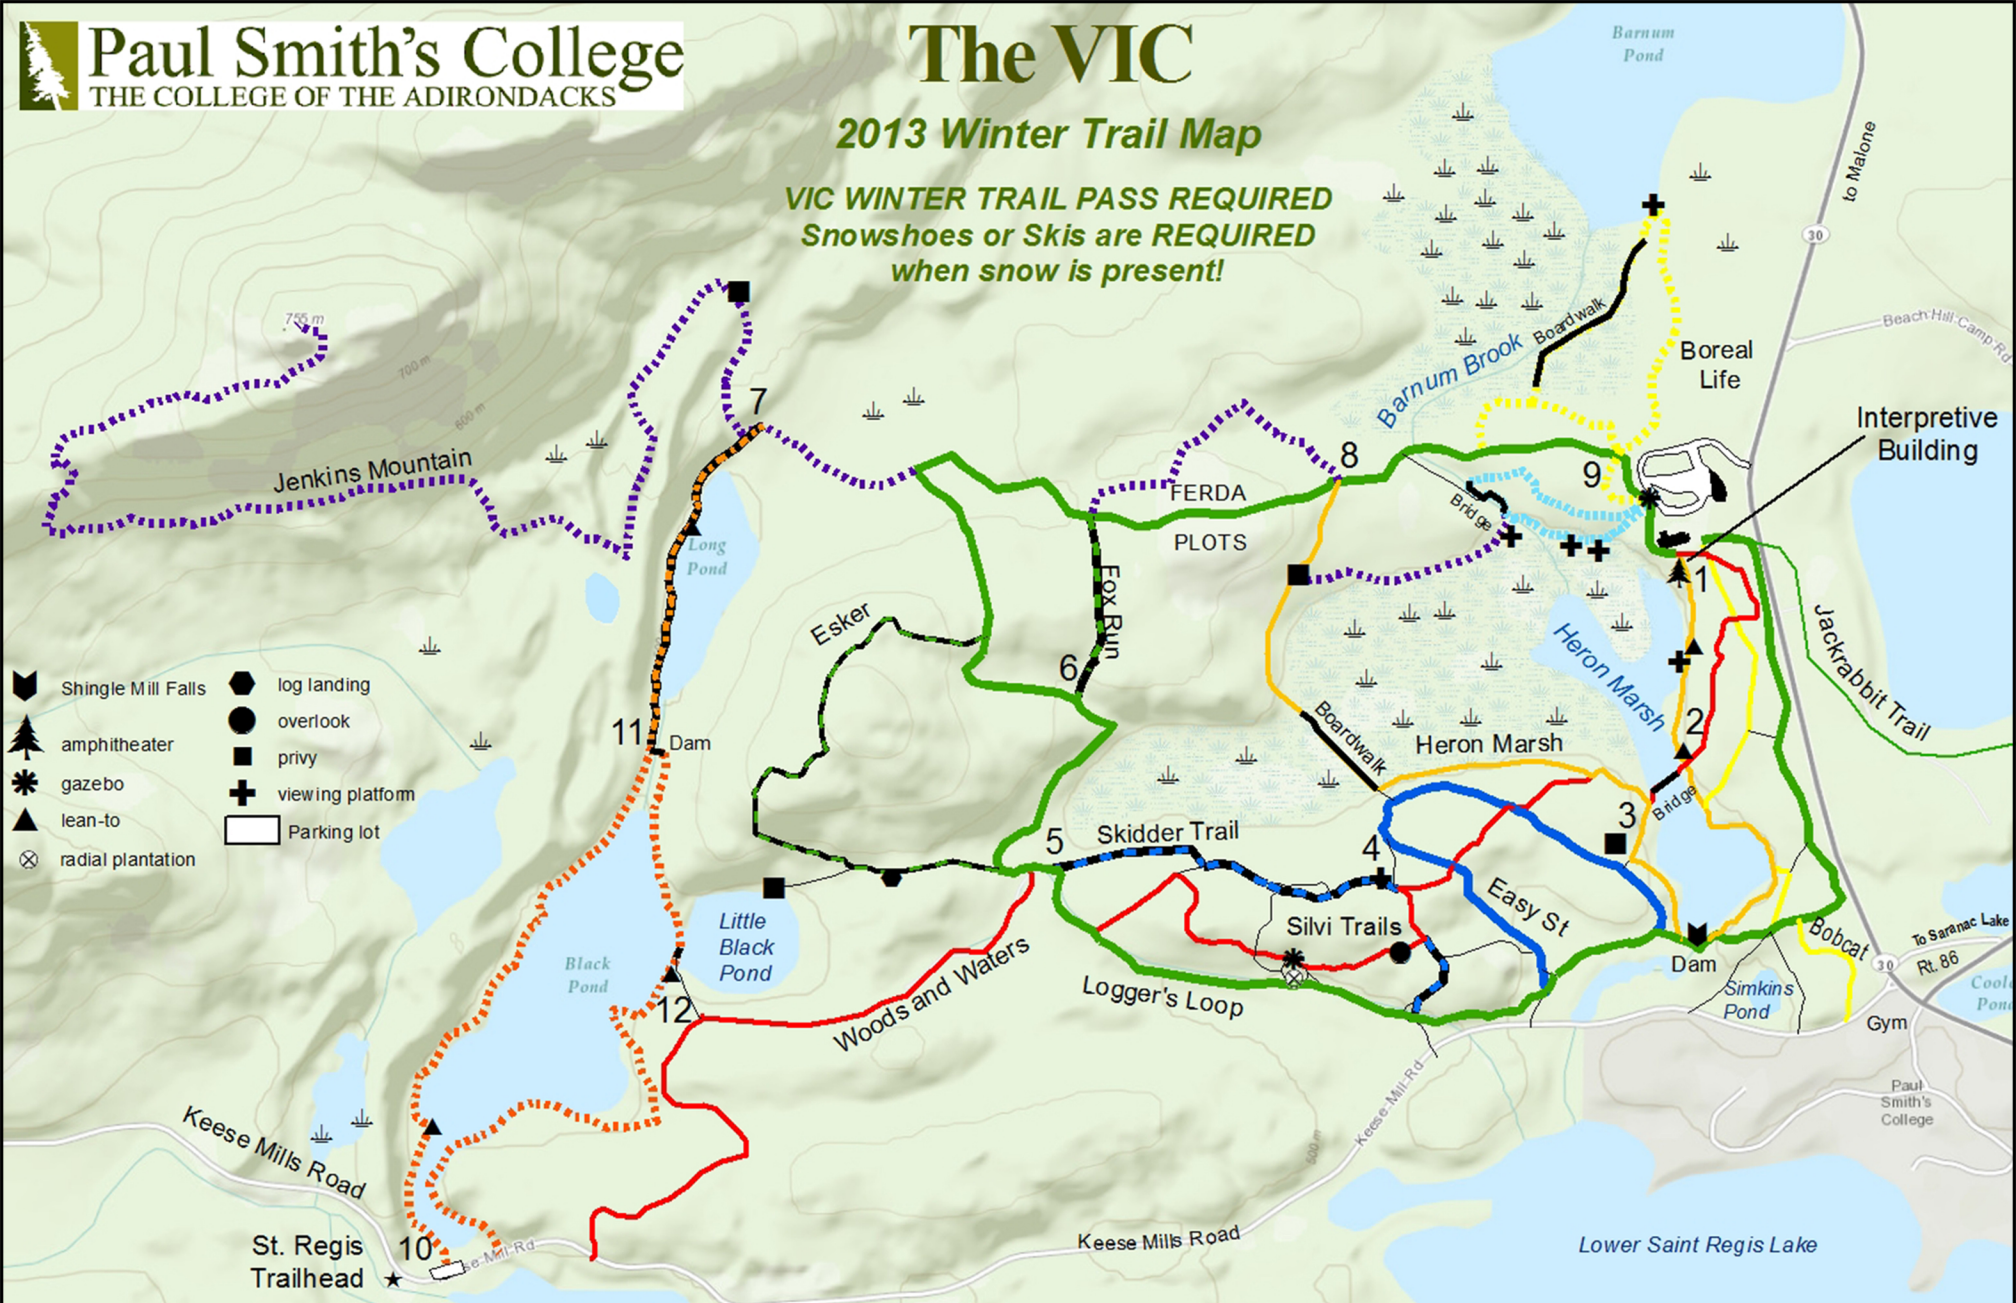 Paul Smith's College
THE COLLEGE OF THE ADIRONDACKS
The VIC
2013 Winter Trail Map
VIC WINTER TRAIL PASS REQUIRED
Snowshoes or Skis are REQUIRED
when snow is present!
Barnum
Pond
to Malone
30
Beach Hill Camp Rd
Boardwalk
Barnum Brook
Boreal
Life
Interpretive
Building
755 m
700 m
600 m
Jenkins Mountain
7
8
9
FERDA
PLOTS
Bridge
1
Long
Pond
Fox Run
Esker
6
Heron Marsh
Jackrabbit Trail
2
Boardwalk
Heron Marsh
Bridge
3
11
Dam
Shingle Mill Falls
amphitheater
gazebo
lean-to
radial plantation
log landing
overlook
privy
viewing platform
Parking lot
5
Skidder Trail
4
Easy St
Silvi Trails
Little
Black
Pond
Black
Pond
12
Woods and Waters
Logger's Loop
Dam
Bobcat
To Saranac Lake
Rt. 86
30
Simkins
Pond
Gym
Paul
Smith's
College
Keese-Mill-Rd
500 m
Keese Mills Road
St. Regis
Trailhead
10
se-Mill Rd
Keese Mills Road
Lower Saint Regis Lake